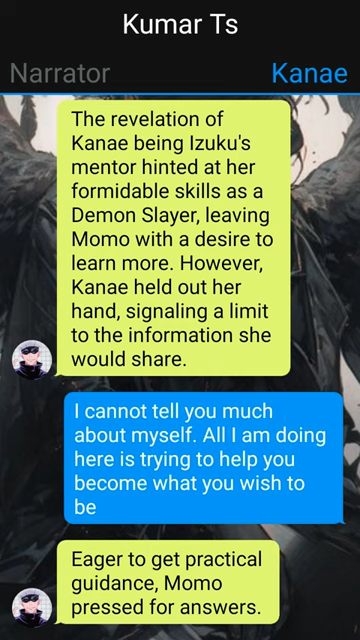 Kumar Ts
Narrator
Kanae
The revelation of
Kanae being Izuku's
mentor hinted at her
formidable skills as a
Demon Slayer, leaving
Momo with a desire to
learn more. However,
Kanae held out her
hand, signaling a limit
to the information she
would share.
I cannot tell you much
about myself. All I am doing
here is trying to help you
become what you wish to
be
Eager to get practical
guidance, Momo
pressed for answers.